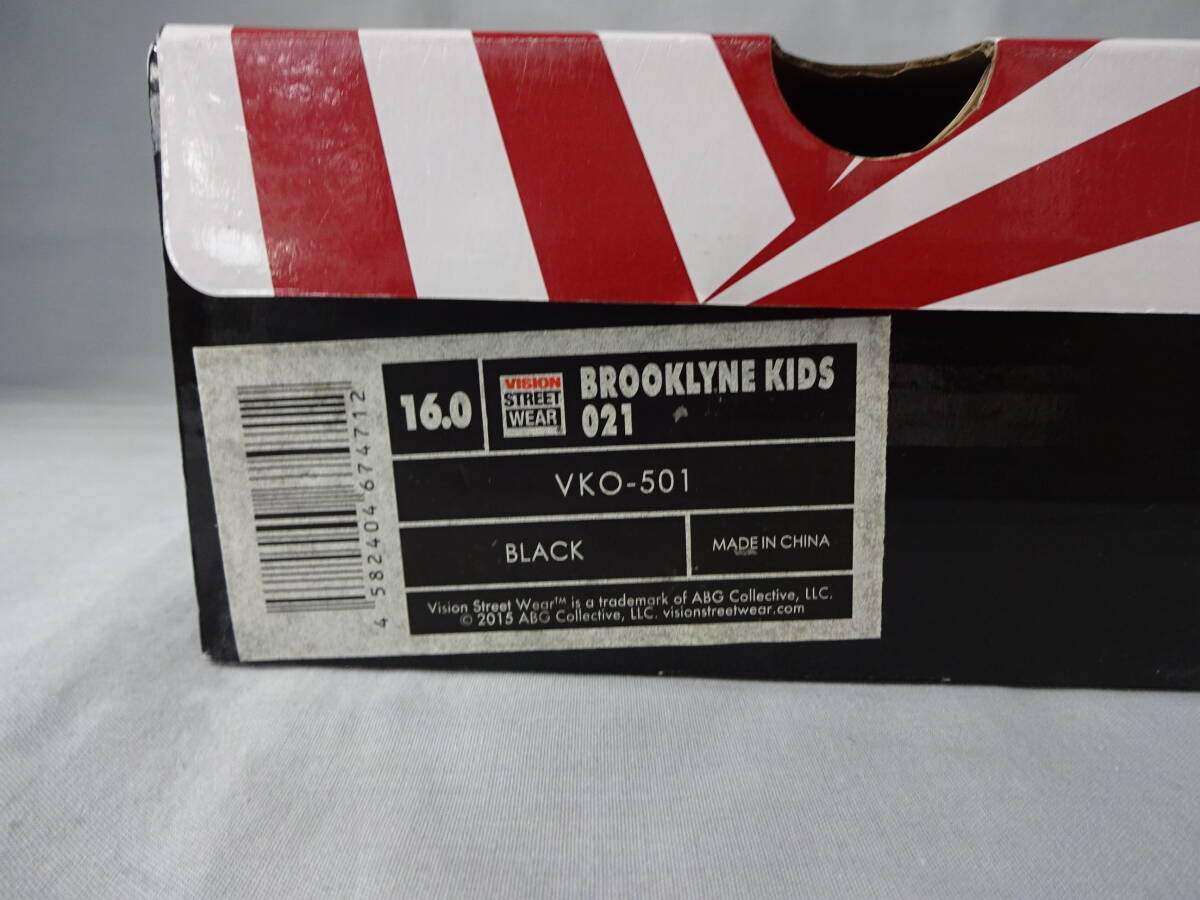 16.0
VISION
STREET
WEAR
BROOKLYNE KIDS
021
VKO-501
BLACK
MADE IN CHINA
Vision Street Wear™ is a trademark of ABG Collective, LLC.
© 2015 ABG Collective, LLC. visionstreetwear.com
4 582404 674712